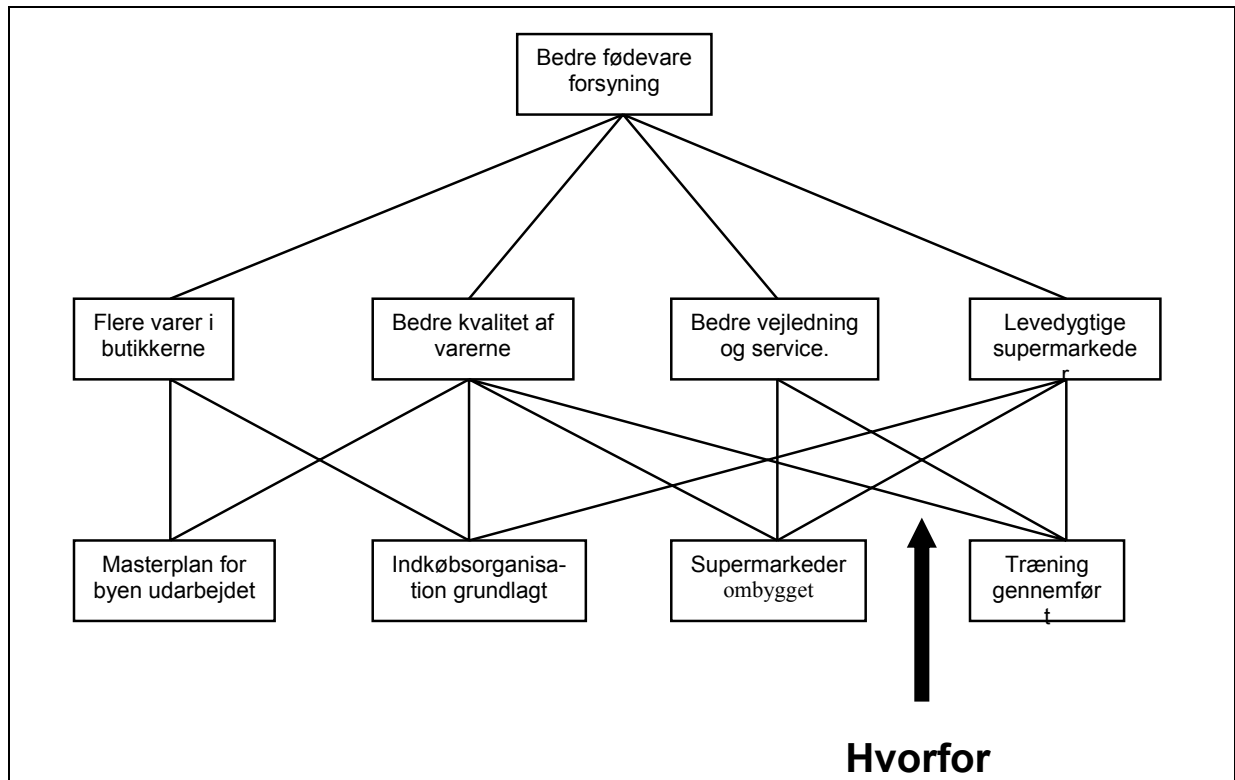 Bedre fødevare
forsyning
Flere varer i
butikkerne
Bedre kvalitet af
varerne
Bedre vejledning
og service.
Levedygtige
supermarkede
r
Masterplan for
byen udarbejdet
Indkøbsorganisa-
tion grundlagt
Supermarkeder
ombygget
Træning
gennemfør
t
Hvorfor